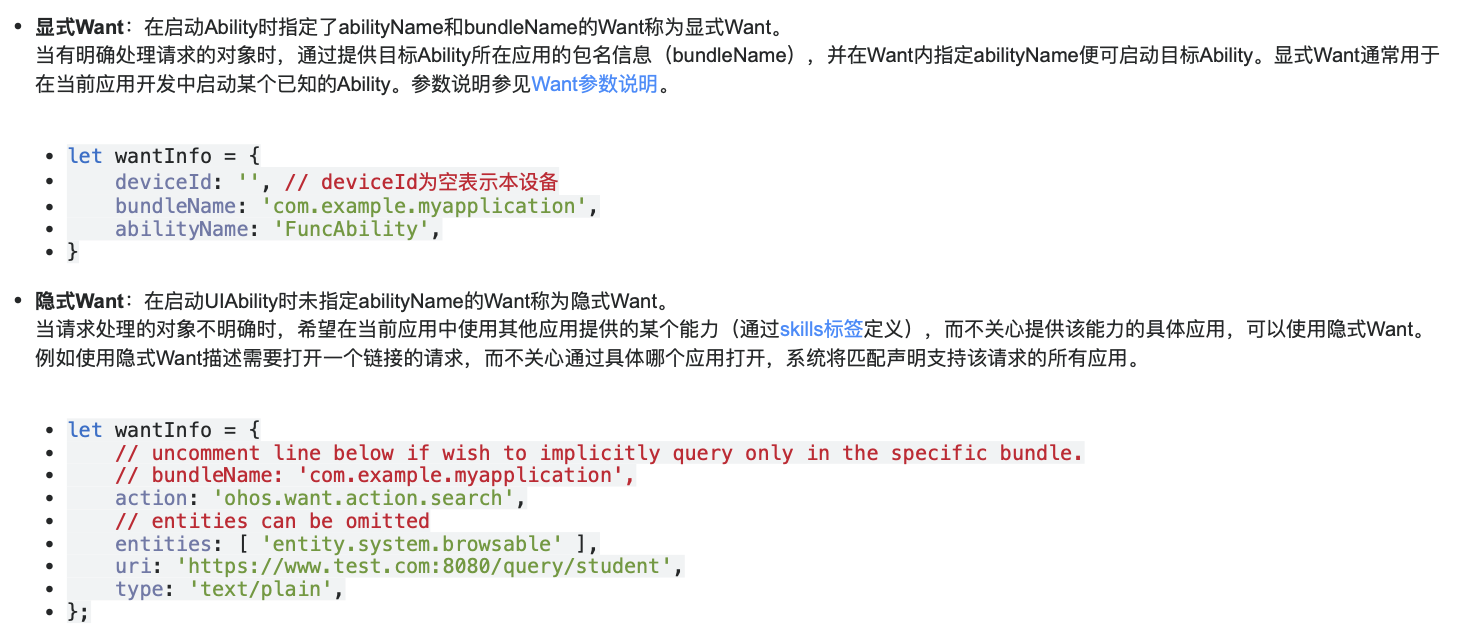 • 显式Want：在启动Ability时指定了abilityName和bundleName的Want称为显式Want。
当有明确处理请求的对象时，通过提供目标Ability所在应用的包名信息（bundleName），并在Want内指定abilityName便可启动目标Ability。显式Want通常用于
在当前应用开发中启动某个已知的Ability。参数说明参见Want参数说明。
• let wantInfo = {
•     deviceId: '', // deviceId为空表示本设备
•     bundleName: 'com.example.myapplication',
•     abilityName: 'FuncAbility',
• }
• 隐式Want：在启动UIAbility时未指定abilityName的Want称为隐式Want。
当请求处理的对象不明确时，希望在当前应用中使用其他应用提供的某个能力（通过skills标签定义），而不关心提供该能力的具体应用，可以使用隐式Want。
例如使用隐式Want描述需要打开一个链接的请求，而不关心通过具体哪个应用打开，系统将匹配声明支持该请求的所有应用。
• let wantInfo = {
•     // uncomment line below if wish to implicitly query only in the specific bundle.
•     // bundleName: 'com.example.myapplication',
•     action: 'ohos.want.action.search',
•     // entities can be omitted
•     entities: [ 'entity.system.browsable' ],
•     uri: 'https://www.test.com:8080/query/student',
•     type: 'text/plain',
• };